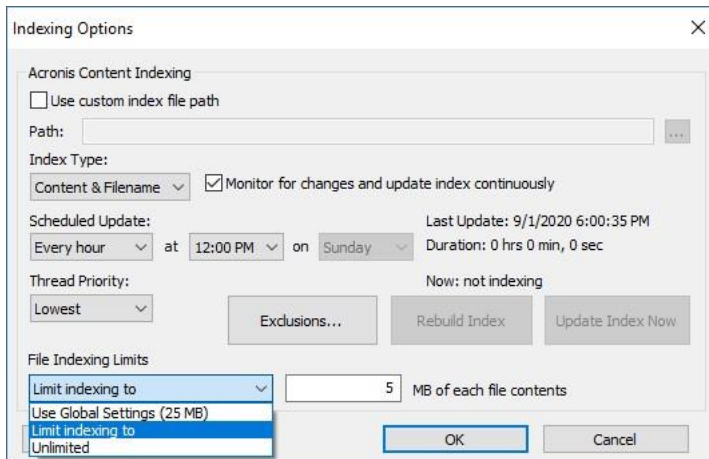 Indexing Options
Acronis Content Indexing
Use custom index file path
Path:
...
Index Type:
Content & Filename
Monitor for changes and update index continuously
Scheduled Update:
Last Update: 9/1/2020 6:00:35 PM
Every hour at 12:00 PM on Sunday
Duration: 0 hrs 0 min, 0 sec
Thread Priority:
Now: not indexing
Lowest
Exclusions...
Rebuild Index
Update Index Now
File Indexing Limits
Limit indexing to 5 MB of each file contents
Use Global Settings (25 MB)
Limit indexing to
Unlimited
OK
Cancel